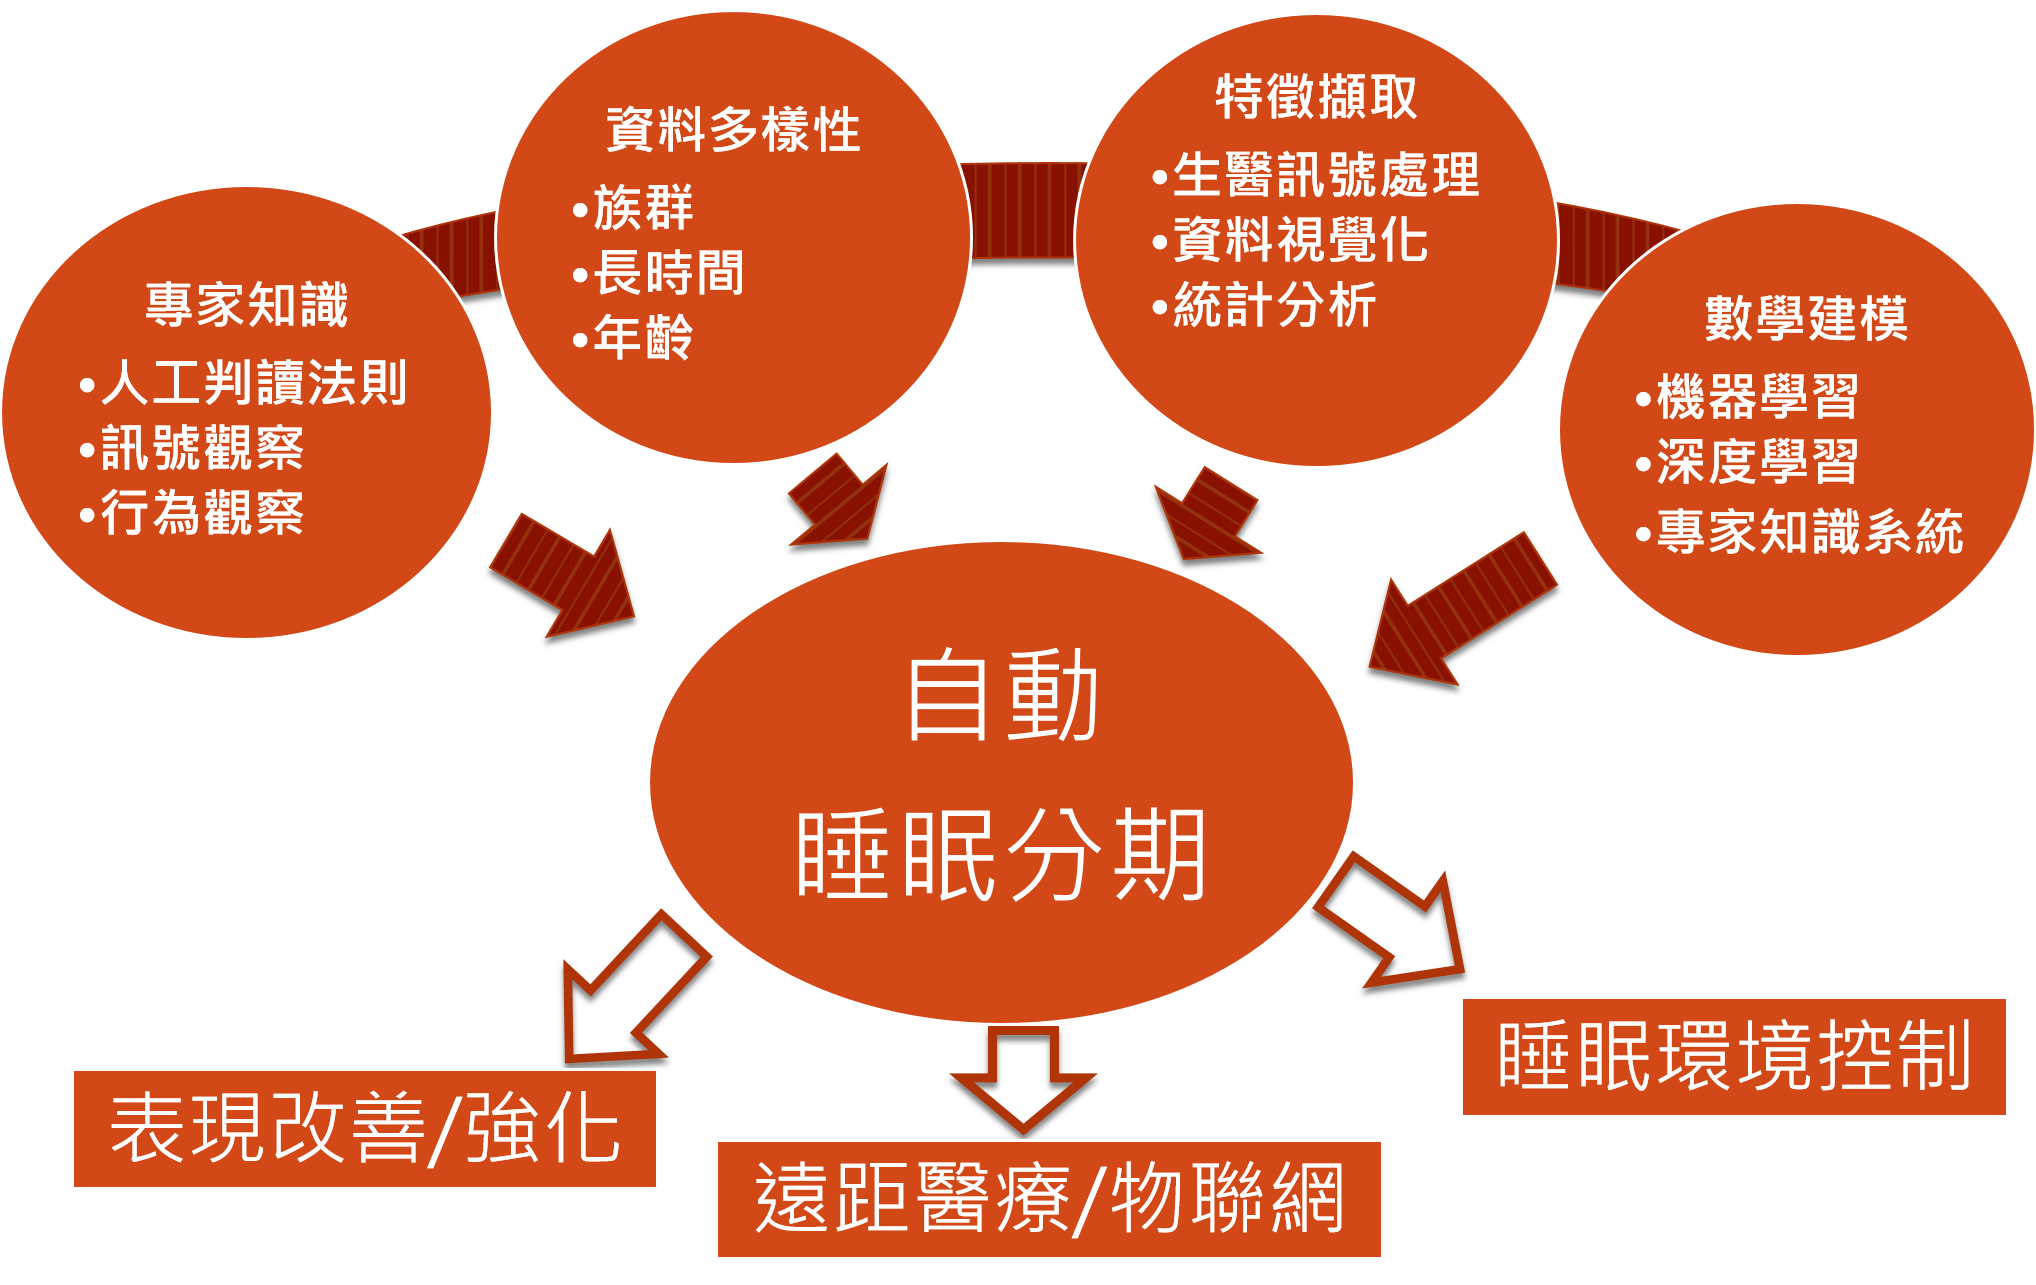 專家知識
•人工判讀法則
•訊號觀察
•行為觀察
資料多樣性
•族群
•長時間
•年齡
特徵擷取
•生醫訊號處理
•資料視覺化
•統計分析
數學建模
•機器學習
•深度學習
•專家知識系統
自動
睡眠分期
表現改善/強化
遠距醫療/物聯網
睡眠環境控制